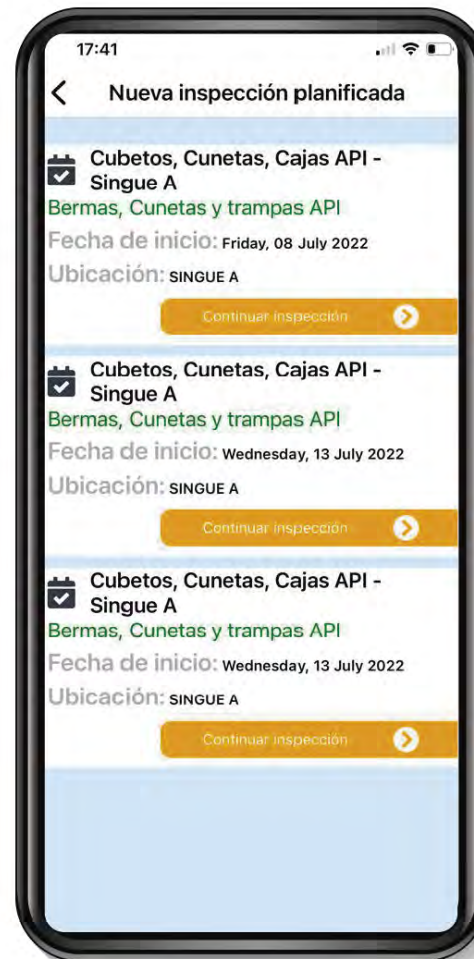 17:41
Nueva inspección planificada
Cubetos, Cunetas, Cajas API -
Singue A
Bermas, Cunetas y trampas API
Fecha de inicio: Friday, 08 July 2022
Ubicación: SINGUE A
Continuar inspección
Cubetos, Cunetas, Cajas API -
Singue A
Bermas, Cunetas y trampas API
Fecha de inicio: Wednesday, 13 July 2022
Ubicación: SINGUE A
Continuar inspección
Cubetos, Cunetas, Cajas API -
Singue A
Bermas, Cunetas y trampas API
Fecha de inicio: Wednesday, 13 July 2022
Ubicación: SINGUE A
Continuar inspección